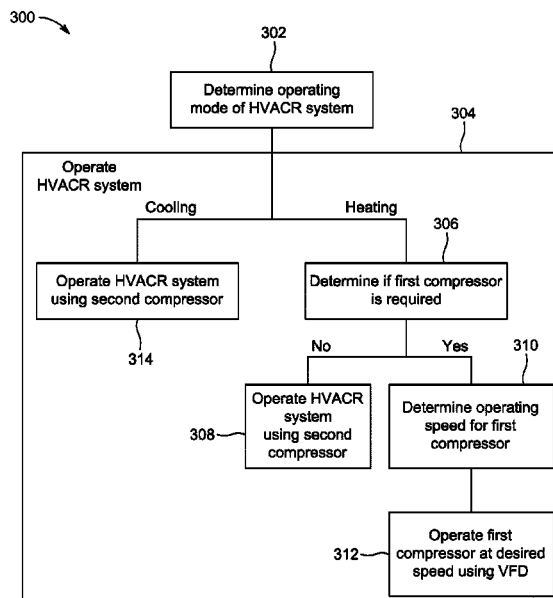 300
302
Determine operating
mode of HVACR system
304
Operate
HVACR system
Cooling
Heating
306
Operate HVACR system
using second compressor
314
Determine if first compressor
is required
No
Yes
310
308
Operate HVACR
system
using second
compressor
Determine operating
speed for first
compressor
312
Operate first
compressor at desired
speed using VFD